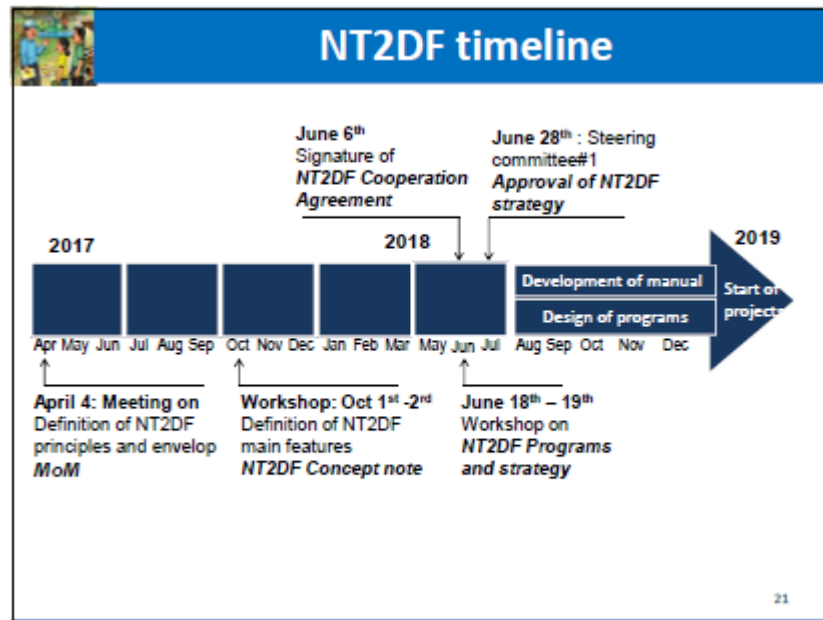 NT2DF timeline
June 6th
Signature of
NT2DF Cooperation
Agreement
June 28th : Steering
committee#1
Approval of NT2DF
strategy
2017
2018
2019
Development of manual
Design of programs
Start of
projects
Apr May Jun Jul Aug Sep Oct Nov Dec Jan Feb Mar May Jun Jul Aug Sep Oct Nov Dec
April 4: Meeting on
Definition of NT2DF
principles and envelop
MoM
Workshop: Oct 1st -2rd
Definition of NT2DF
main features
NT2DF Concept note
June 18th – 19th
Workshop on
NT2DF Programs
and strategy
21